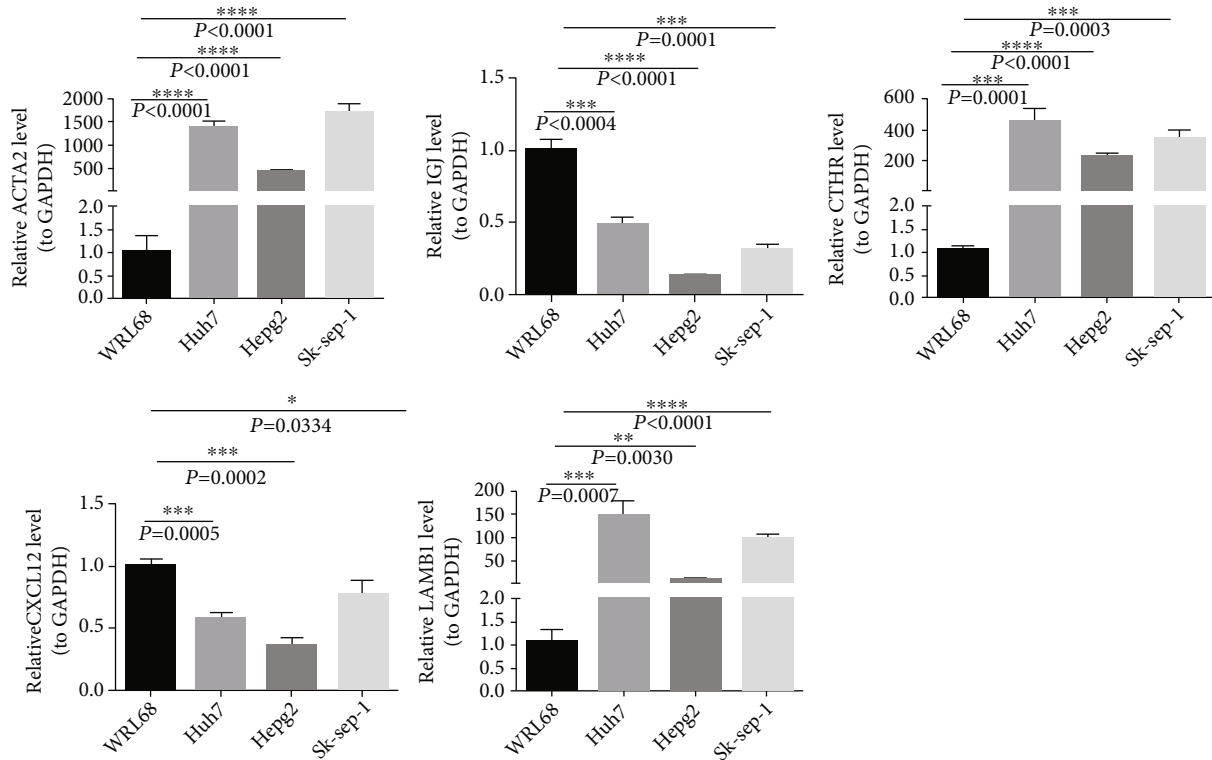 ****
P<0.0001
****
P<0.0001
****
P<0.0001
2000
1500
1000
500
2.0
1.5
1.0
0.5
0.0
Relative ACTA2 level
(to GAPDH)
WRL68
Huh7
Hepg2
Sk-sep-1
***
P=0.0001
****
P<0.0001
***
P<0.0004
1.5
1.0
0.5
0.0
Relative IGJ level
(to GAPDH)
WRL68
Huh7
Hepg2
Sk-sep-1
***
P=0.0003
****
P<0.0001
***
P=0.0001
600
400
200
2.0
1.5
1.0
0.5
0.0
Relative CTHR level
(to GAPDH)
WRL68
Huh7
Hepg2
Sk-sep-1
*
P=0.0334
***
P=0.0002
***
P=0.0005
1.5
1.0
0.5
0.0
RelativeCXCL12 level
(to GAPDH)
WRL68
Huh7
Hepg2
Sk-sep-1
****
P<0.0001
**
P=0.0030
***
P=0.0007
200
150
100
50
2.0
1.5
1.0
0.5
0.0
Relative LAMB1 level
(to GAPDH)
WRL68
Huh7
Hepg2
Sk-sep-1